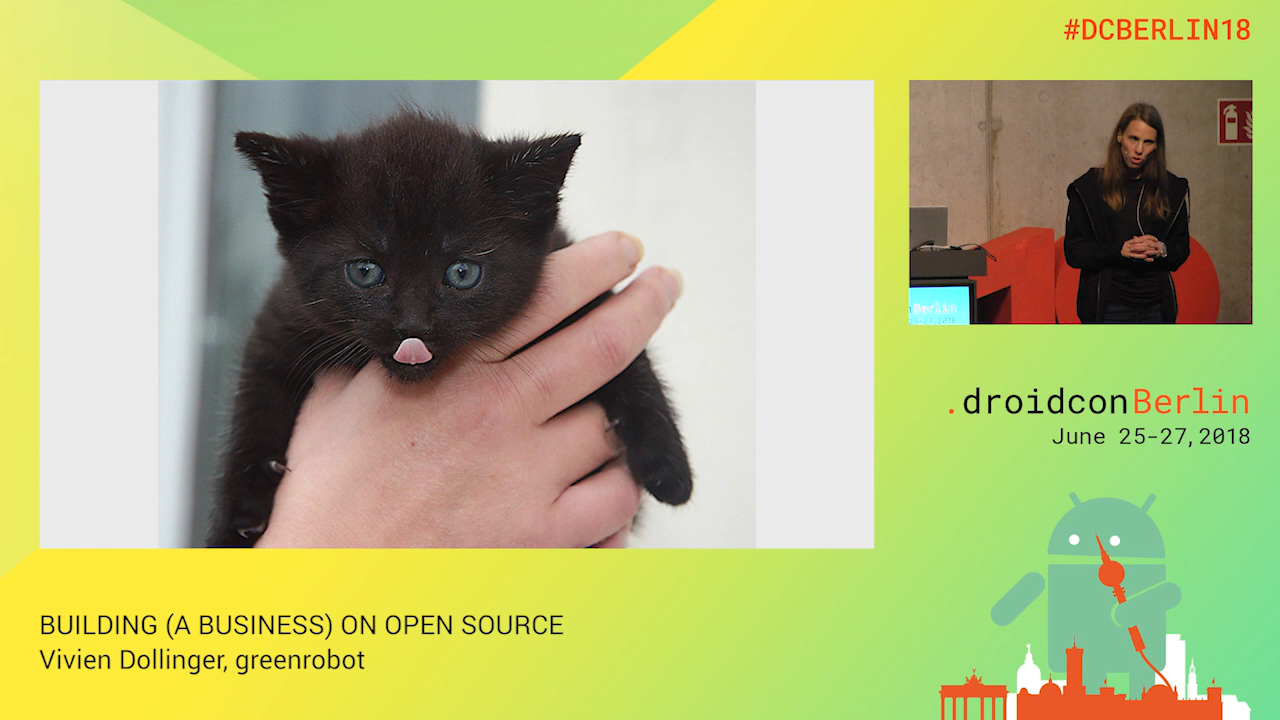 #DCBERLIN18
.droidconBerlin
June 25-27, 2018
BUILDING (A BUSINESS) ON OPEN SOURCE
Vivien Dollinger, greenrobot